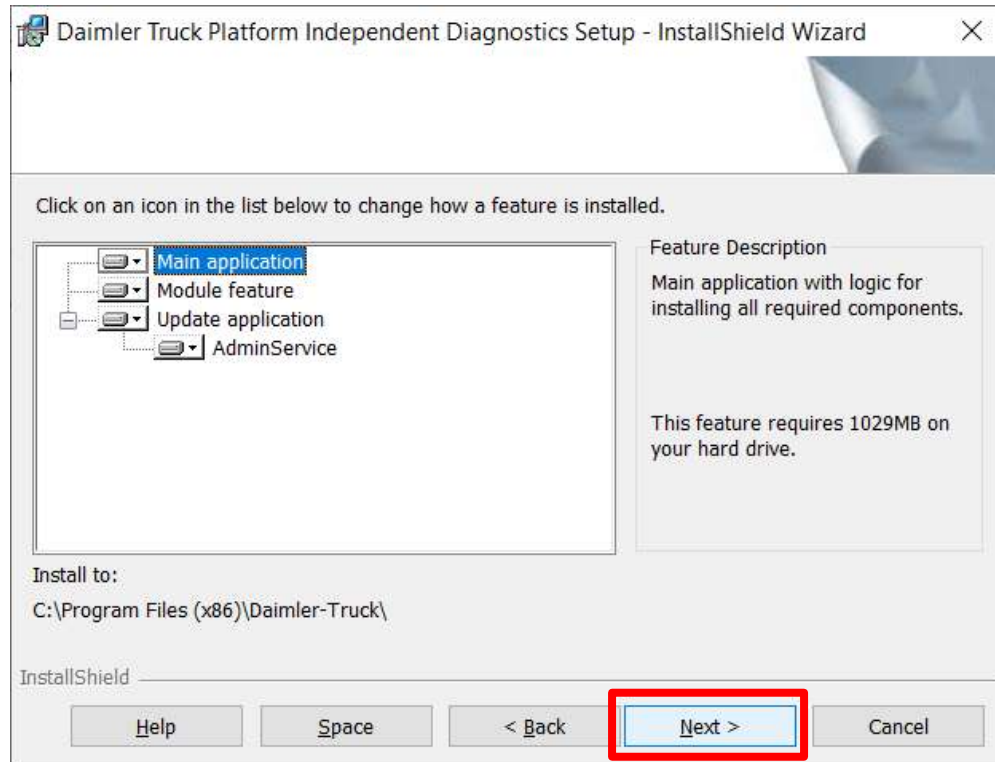 Daimler Truck Platform Independent Diagnostics Setup - InstallShield Wizard
Click on an icon in the list below to change how a feature is installed.
Main application
Module feature
Update application
AdminService
Feature Description
Main application with logic for
installing all required components.
This feature requires 1029MB on
your hard drive.
Install to:
C:\Program Files (x86)\Daimler-Truck\
InstallShield
Help
Space
< Back
Next >
Cancel